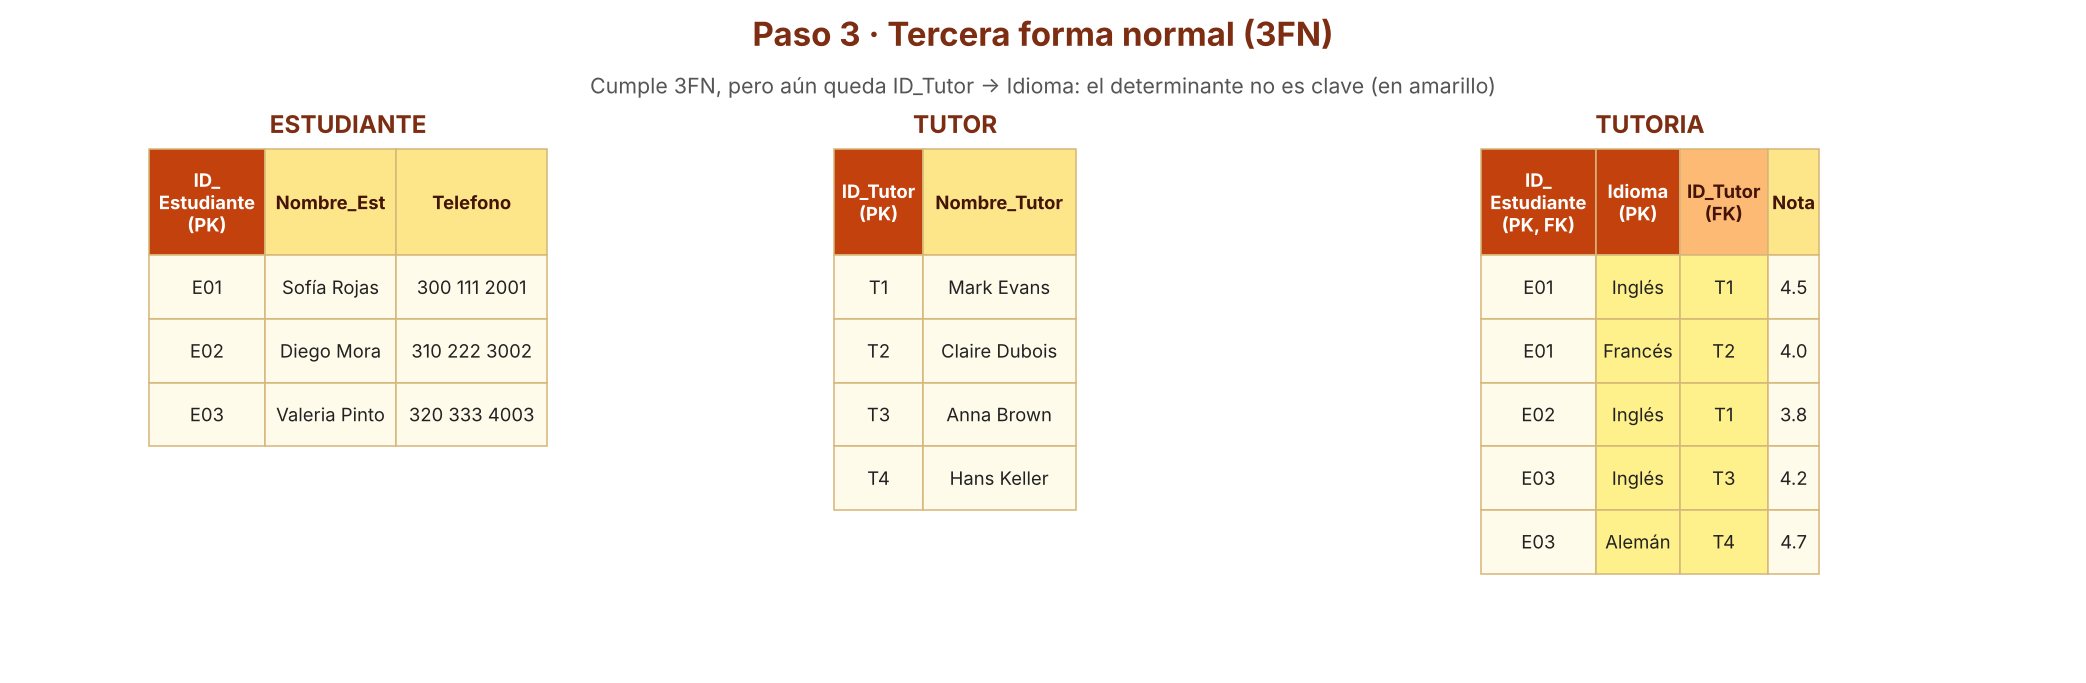 Paso 3 · Tercera forma normal (3FN)
Cumple 3FN, pero aún queda ID_Tutor → Idioma: el determinante no es clave (en amarillo)
ESTUDIANTE
ID_
Estudiante
(PK)
Nombre_Est
Telefono
E01 Sofía Rojas 300 111 2001
E02 Diego Mora 310 222 3002
E03 Valeria Pinto 320 333 4003
TUTOR
ID_Tutor
(PK)
Nombre_Tutor
T1 Mark Evans
T2 Claire Dubois
T3 Anna Brown
T4 Hans Keller
TUTORIA
ID_
Estudiante
(PK, FK)
Idioma
(PK)
ID_Tutor
(FK)
Nota
E01 Inglés T1 4.5
E01 Francés T2 4.0
E02 Inglés T1 3.8
E03 Inglés T3 4.2
E03 Alemán T4 4.7